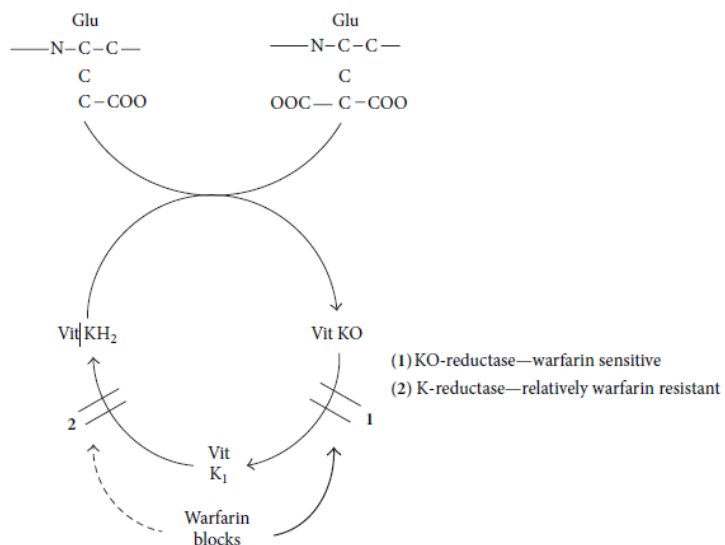 Glu
Glu
—N–C–C—
—N–C–C—
C
C
C–COO
OOC— C–COO
Vit KH₂
Vit KO
(1) KO-reductase—warfarin sensitive
(2) K-reductase—relatively warfarin resistant
2
1
Vit
K₁
Warfarin
blocks